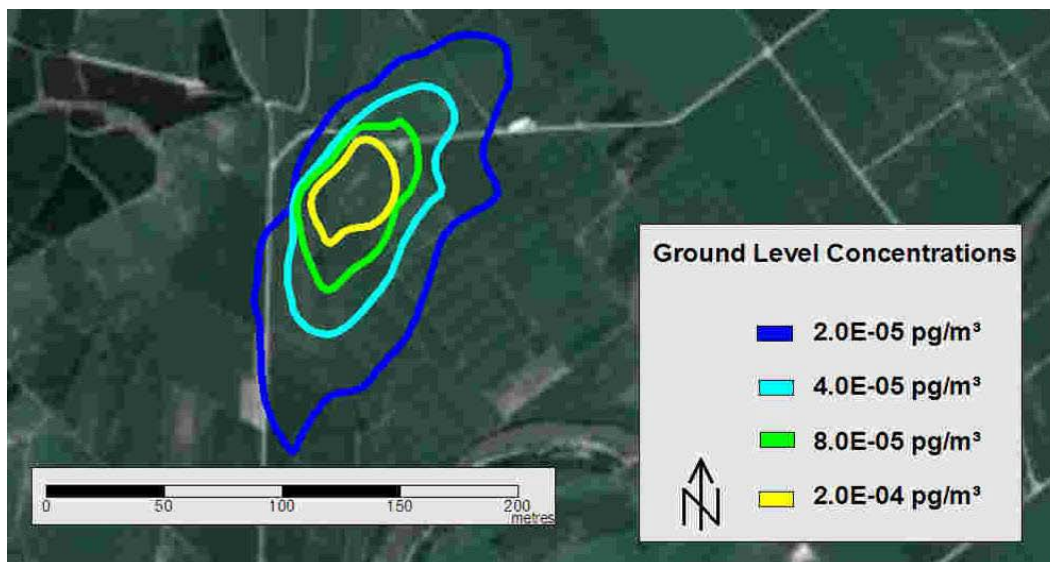 Ground Level Concentrations
2.0E-05 pg/m³
4.0E-05 pg/m³
8.0E-05 pg/m³
2.0E-04 pg/m³
N
0 50 100 150 200
metres